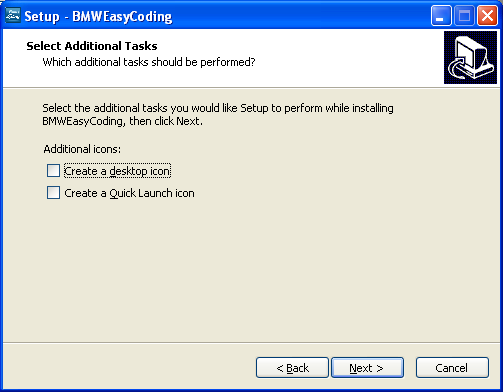 Setup - BMWEasyCoding
Select Additional Tasks
Which additional tasks should be performed?
Select the additional tasks you would like Setup to perform while installing
BMWEasyCoding, then click Next.
Additional icons:
Create a desktop icon
Create a Quick Launch icon
< Back
Next >
Cancel